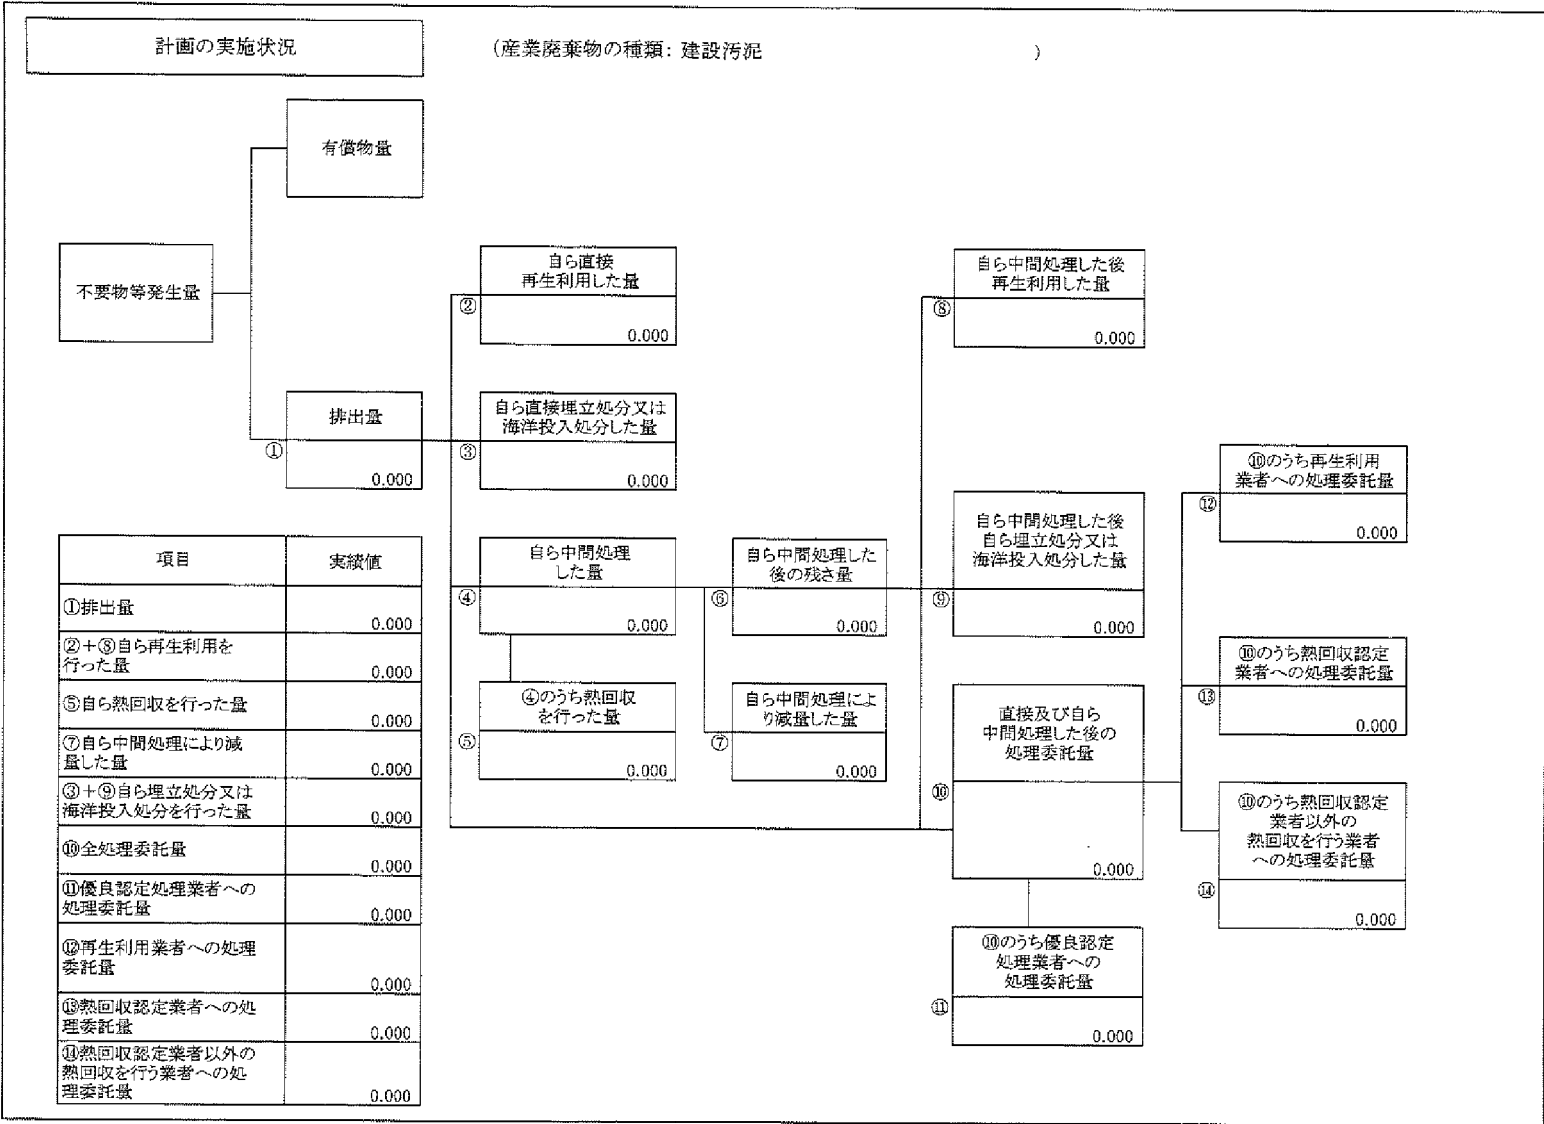 計画の実施状況
(産業廃棄物の種類: 建設汚泥 )
有償物量
不要物等発生量
自ら直接
再生利用した量
②
0.000
自ら中間処理した後
再生利用した量
⑧
0.000
排出量
①
0.000
自ら直接埋立処分又は
海洋投入処分した量
③
0.000
⑩のうち再生利用
業者への処理委託量
⑫
0.000
自ら中間処理
した量
④
0.000
自ら中間処理した
後の残さ量
⑥
0.000
自ら中間処理した後
自ら埋立処分又は
海洋投入処分した量
⑨
0.000
⑩のうち熱回収認定
業者への処理委託量
⑬
0.000
④のうち熱回収
を行った量
⑤
0.000
自ら中間処理によ
り減量した量
⑦
0.000
直接及び自ら
中間処理した後の
処理委託量
⑩
0.000
⑩のうち熱回収認定
業者以外の
熱回収を行う業者
への処理委託量
⑭
0.000
⑩のうち優良認定
処理業者への
処理委託量
⑪
0.000
項目 実績値
①排出量
0.000
②+⑧自ら再生利用を
行った量
0.000
⑤自ら熱回収を行った量
0.000
⑦自ら中間処理により減
量した量
0.000
③+⑨自ら埋立処分又は
海洋投入処分を行った量
0.000
⑩全処理委託量
0.000
⑪優良認定処理業者への
処理委託量
0.000
⑫再生利用業者への処理
委託量
0.000
⑬熱回収認定業者への処
理委託量
0.000
⑭熱回収認定業者以外の
熱回収を行う業者への処
理委託量
0.000